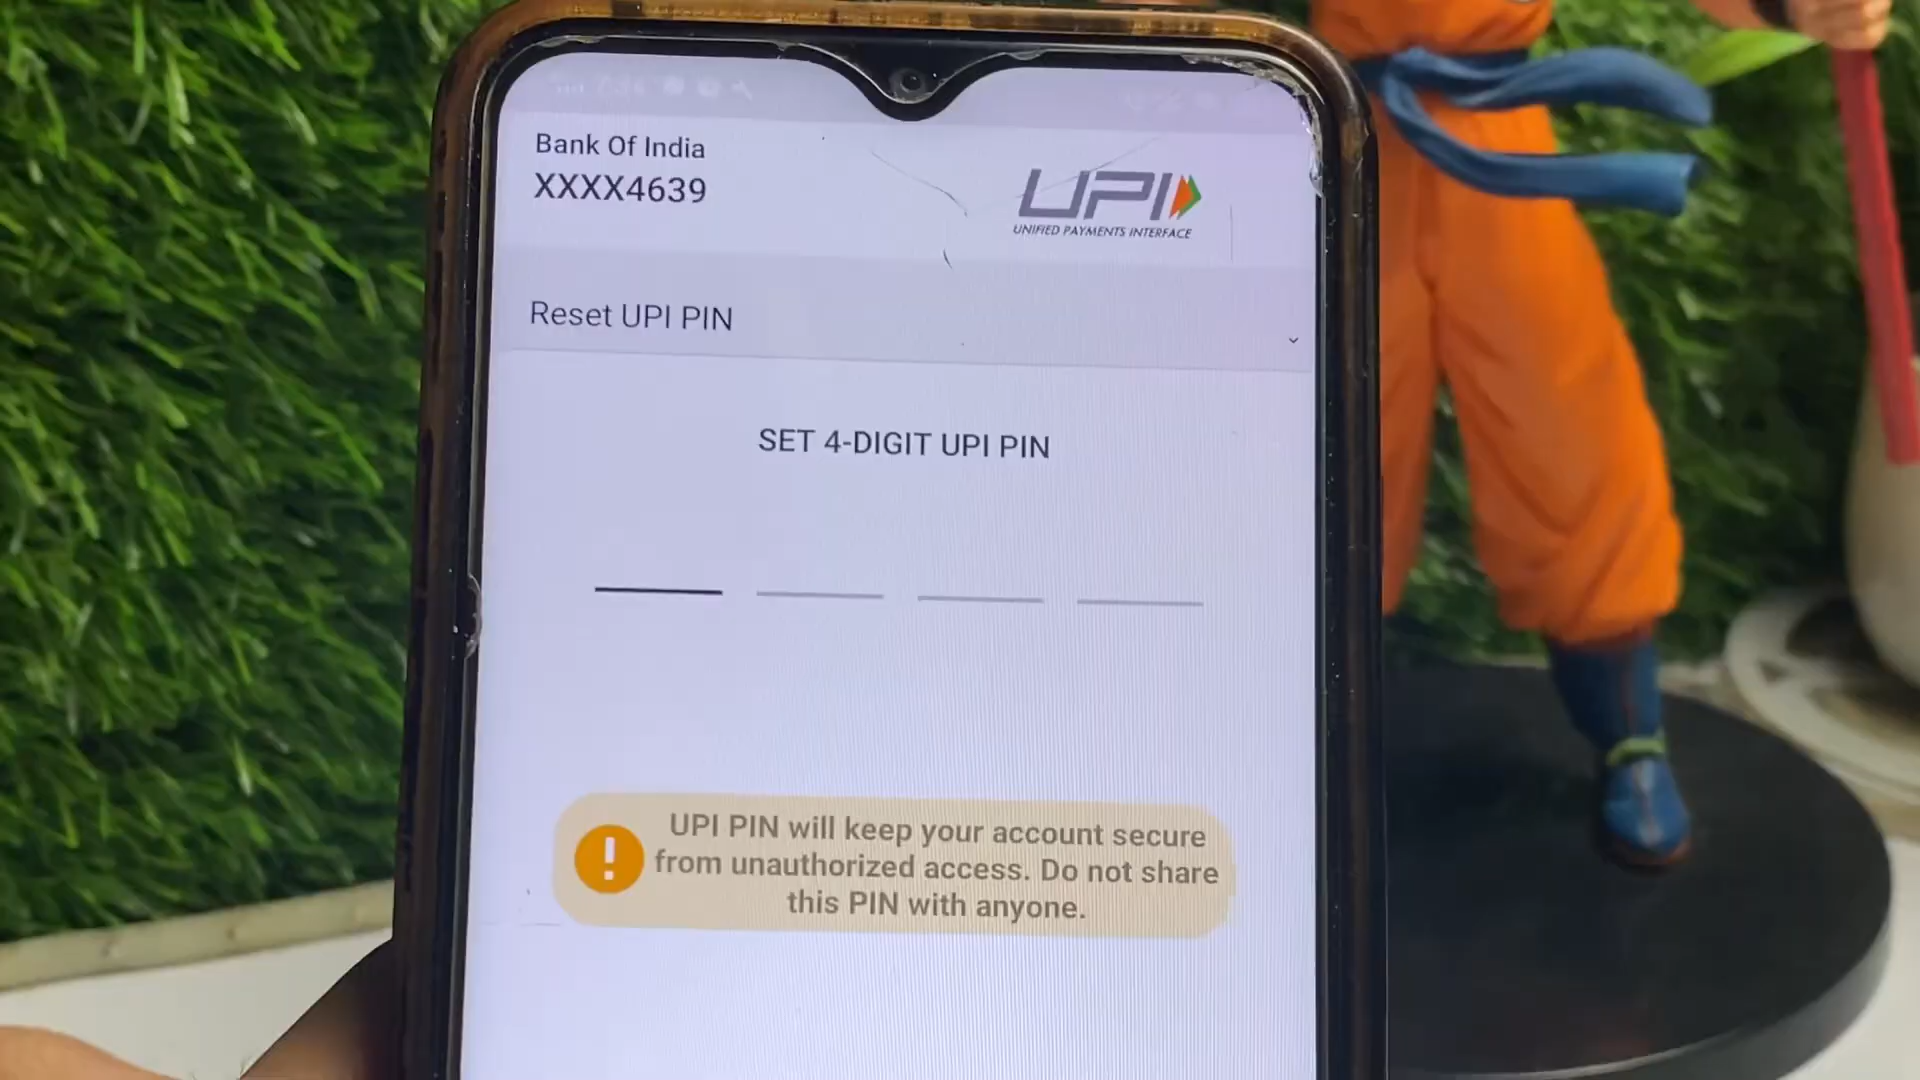 Bank Of India
XXXX4639
UPI
UNIFIED PAYMENTS INTERFACE
Reset UPI PIN
SET 4-DIGIT UPI PIN
UPI PIN will keep your account secure
from unauthorized access. Do not share
this PIN with anyone.